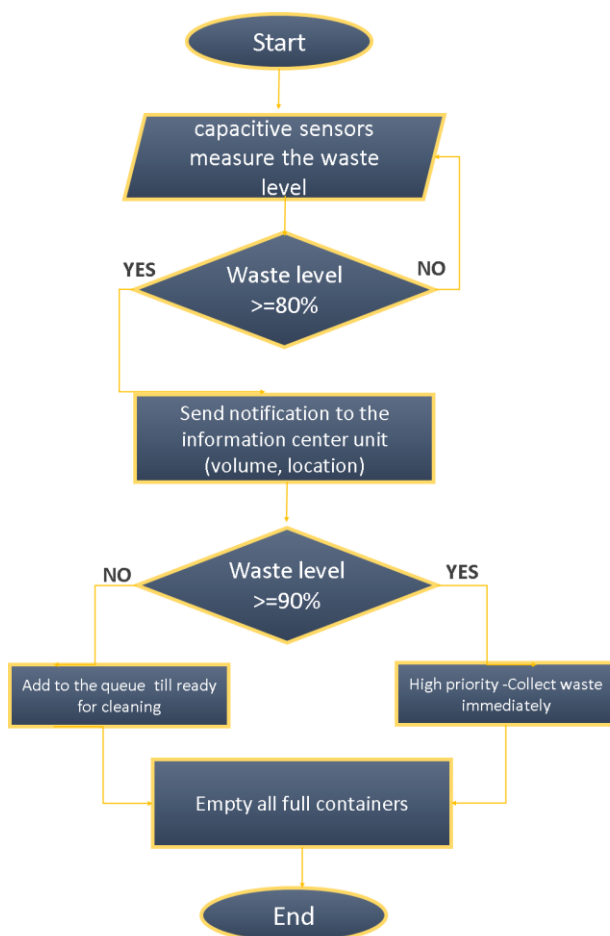 Start
capacitive sensors
measure the waste
level
YES
Waste level
>=80%
NO
Send notification to the
information center unit
(volume, location)
NO
Waste level
>=90%
YES
Add to the queue till ready
for cleaning
High priority -Collect waste
immediately
Empty all full containers
End